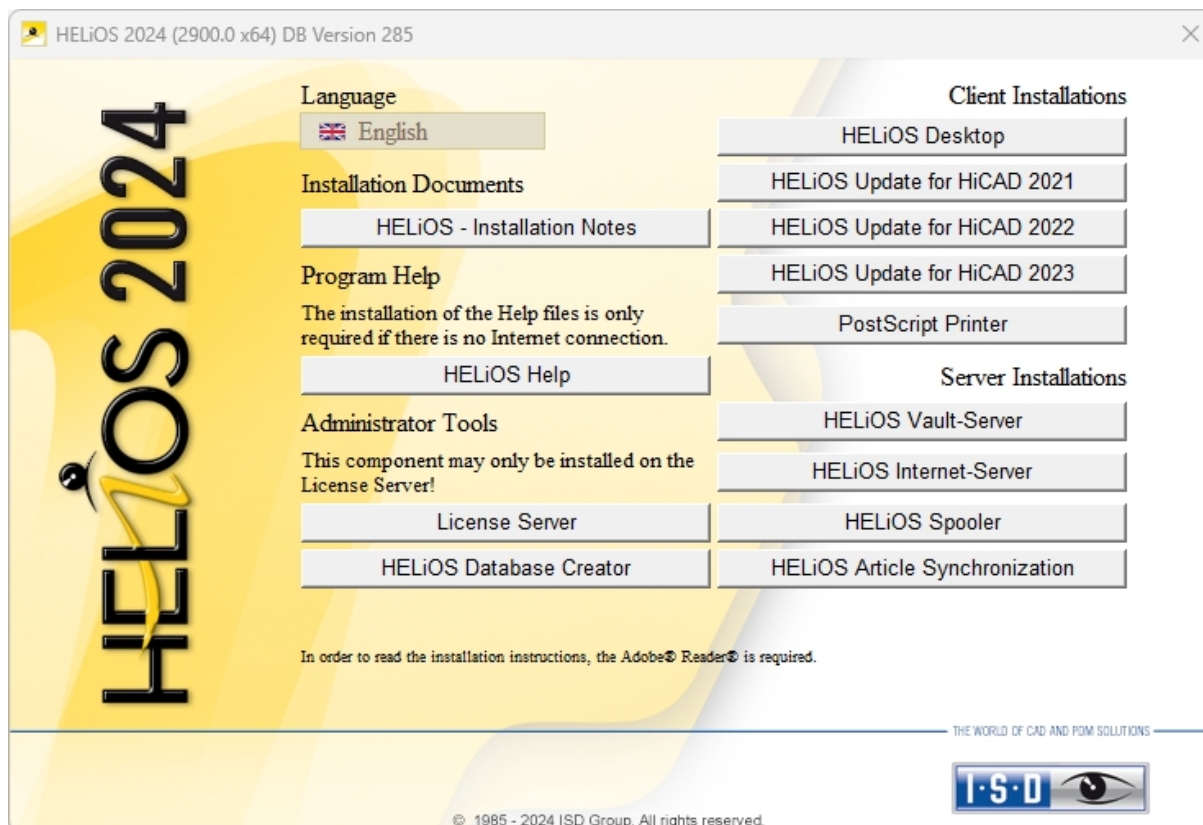 HELiOS 2024 (2900.0 x64) DB Version 285
HELiOS 2024
Language
English
Installation Documents
HELiOS - Installation Notes
Program Help
The installation of the Help files is only
required if there is no Internet connection.
HELiOS Help
Administrator Tools
This component may only be installed on the
License Server!
License Server
HELiOS Database Creator
Client Installations
HELiOS Desktop
HELiOS Update for HiCAD 2021
HELiOS Update for HiCAD 2022
HELiOS Update for HiCAD 2023
PostScript Printer
Server Installations
HELiOS Vault-Server
HELiOS Internet-Server
HELiOS Spooler
HELiOS Article Synchronization
In order to read the installation instructions, the Adobe® Reader® is required.
THE WORLD OF CAD AND PDM SOLUTIONS
I·S·D
© 1985 - 2024 ISD Group. All rights reserved.